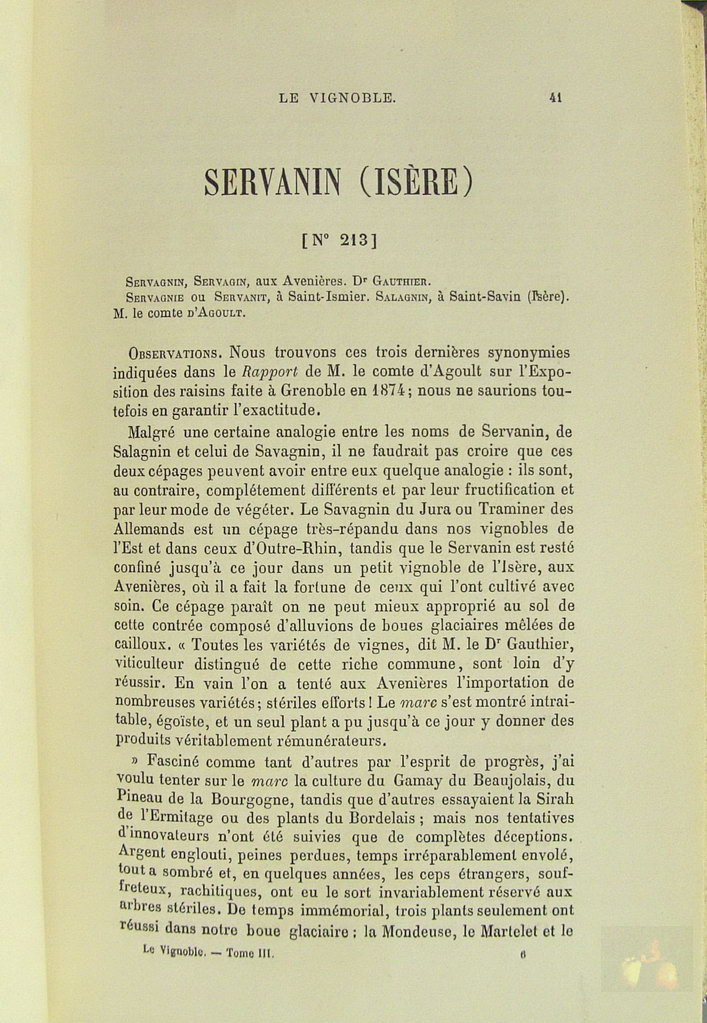 LE VIGNOBLE. 41
SERVANIN (ISÈRE)
[N° 213]
SERVAGNIN, SERVAGIN, aux Avenières. Dr GAUTHIER.
SERVAGNIE ou SERVANIT, à Saint-Ismier. SALAGNIN, à Saint-Savin (Isère).
M. le comte D'AGOULT.
OBSERVATIONS. Nous trouvons ces trois dernières synonymies
indiquées dans le Rapport de M. le comte d'Agoult sur l'Expo-
sition des raisins faite à Grenoble en 1874; nous ne saurions tou-
tefois en garantir l'exactitude.
Malgré une certaine analogie entre les noms de Servanin, de
Salagnin et celui de Savagnin, il ne faudrait pas croire que ces
deux cépages peuvent avoir entre eux quelque analogie : ils sont,
au contraire, complétement différents et par leur fructification et
par leur mode de végéter. Le Savagnin du Jura ou Traminer des
Allemands est un cépage très-répandu dans nos vignobles de
l'Est et dans ceux d'Outre-Rhin, tandis que le Servanin est resté
confiné jusqu'à ce jour dans un petit vignoble de l'Isère, aux
Avenières, où il a fait la fortune de ceux qui l'ont cultivé avec
soin. Ce cépage paraît on ne peut mieux approprié au sol de
cette contrée composé d'alluvions de boues glaciaires mêlées de
cailloux. « Toutes les variétés de vignes, dit M. le Dr Gauthier,
viticulteur distingué de cette riche commune, sont loin d'y
réussir. En vain l'on a tenté aux Avenières l'importation de
nombreuses variétés; stériles efforts! Le marc s'est montré intrai-
table, égoïste, et un seul plant a pu jusqu'à ce jour y donner des
produits véritablement rémunérateurs.
» Fasciné comme tant d'autres par l'esprit de progrès, j'ai
voulu tenter sur le marc la culture du Gamay du Beaujolais, du
Pineau de la Bourgogne, tandis que d'autres essayaient la Sirah
de l'Ermitage ou des plants du Bordelais ; mais nos tentatives
d'innovateurs n'ont été suivies que de complètes déceptions.
Argent englouti, peines perdues, temps irréparablement envolé,
tout a sombré et, en quelques années, les ceps étrangers, souf-
freteux, rachitiques, ont eu le sort invariablement réservé aux
arbres stériles. De temps immémorial, trois plants seulement ont
réussi dans notre boue glaciaire : la Mondeuse, le Martelet et le
Le Vignoble. — Tome III. 6